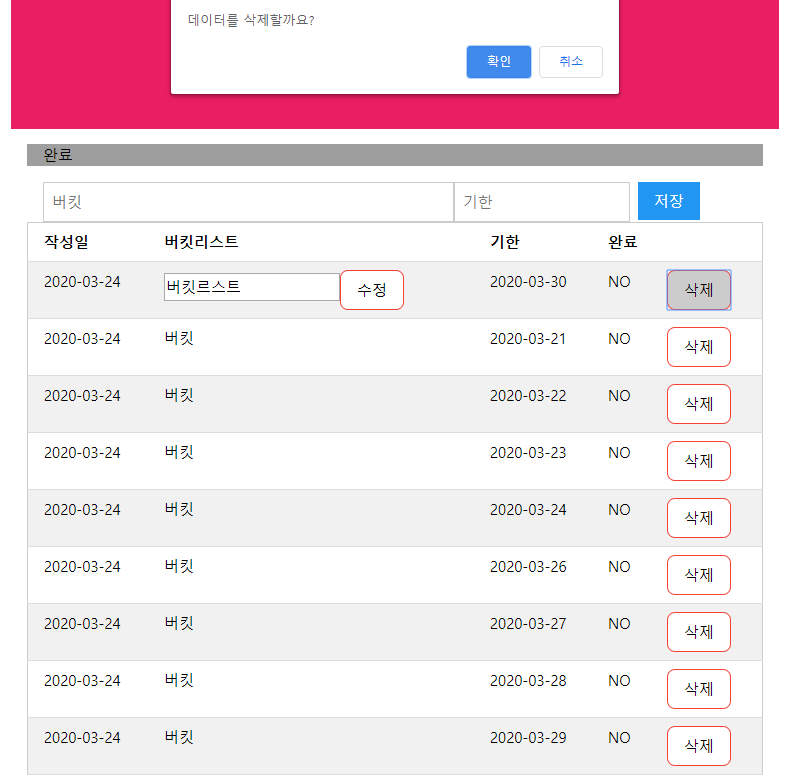 데이터를 삭제할까요?
확인 취소
완료
버킷 기한 저장
작성일 버킷리스트 기한 완료
2020-03-24 버킷르스트 수정 2020-03-30 NO 삭제
2020-03-24 버킷 2020-03-21 NO 삭제
2020-03-24 버킷 2020-03-22 NO 삭제
2020-03-24 버킷 2020-03-23 NO 삭제
2020-03-24 버킷 2020-03-24 NO 삭제
2020-03-24 버킷 2020-03-26 NO 삭제
2020-03-24 버킷 2020-03-27 NO 삭제
2020-03-24 버킷 2020-03-28 NO 삭제
2020-03-24 버킷 2020-03-29 NO 삭제